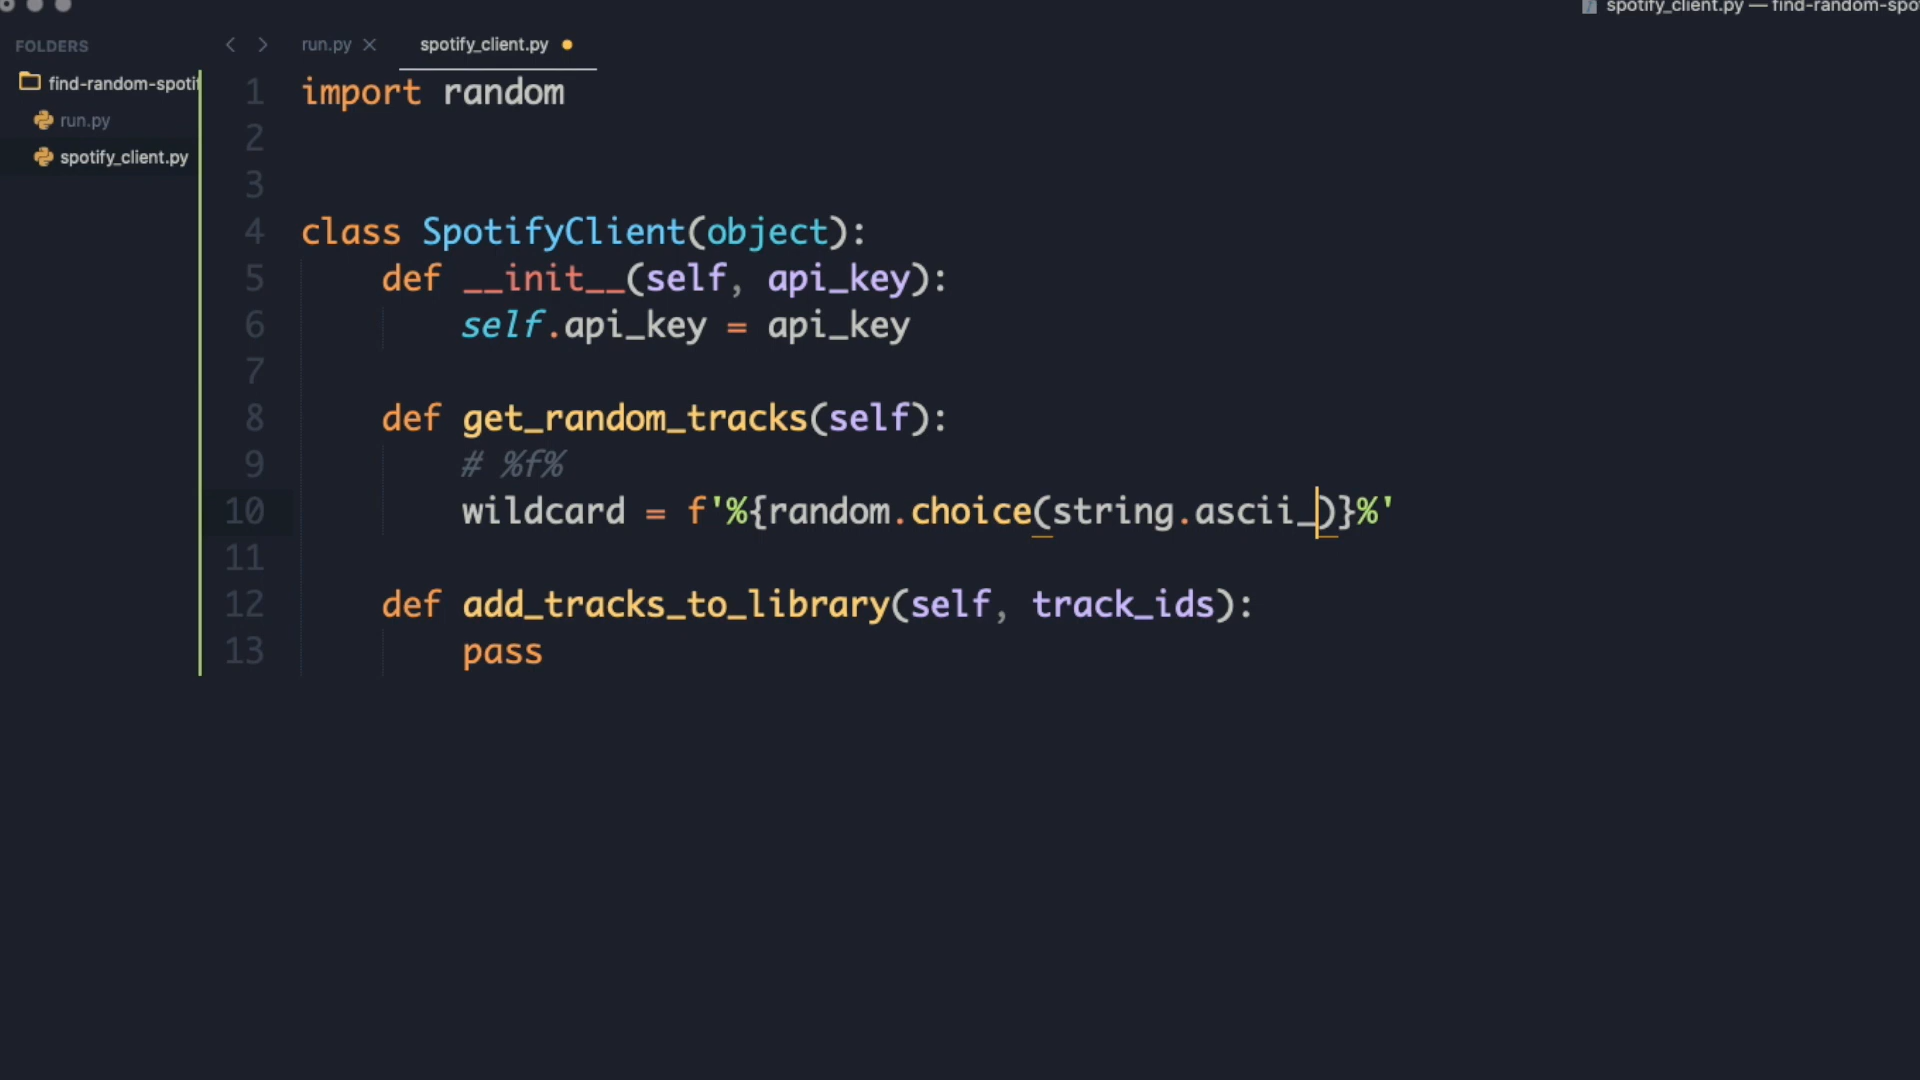 spotify_client.py — find-random-spo
FOLDERS
run.py
spotify_client.py
find-random-spotif
run.py
spotify_client.py
1 import random
2
3
4 class SpotifyClient(object):
5 def __init__(self, api_key):
6 self.api_key = api_key
7
8 def get_random_tracks(self):
9 # %f%
10 wildcard = f'%{random.choice(string.ascii_)}%'
11
12 def add_tracks_to_library(self, track_ids):
13 pass